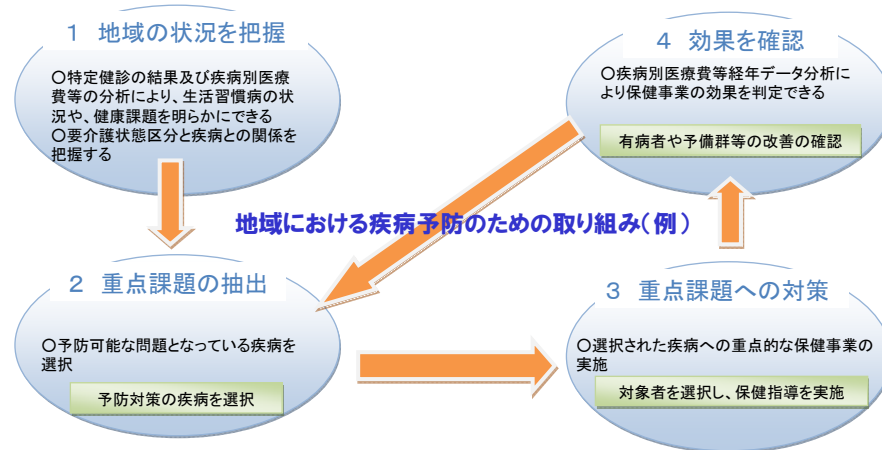 1 地域の状況を把握
○特定健診の結果及び疾病別医療
費等の分析により、生活習慣病の状
況や、健康課題を明らかにできる
○要介護状態区分と疾病との関係を
把握する
4 効果を確認
○疾病別医療費等経年データ分析に
より保健事業の効果を判定できる
有病者や予備群等の改善の確認
地域における疾病予防のための取り組み(例)
2 重点課題の抽出
○予防可能な問題となっている疾病を
選択
予防対策の疾病を選択
3 重点課題への対策
○選択された疾病への重点的な保健事業の
実施
対象者を選択し、保健指導を実施